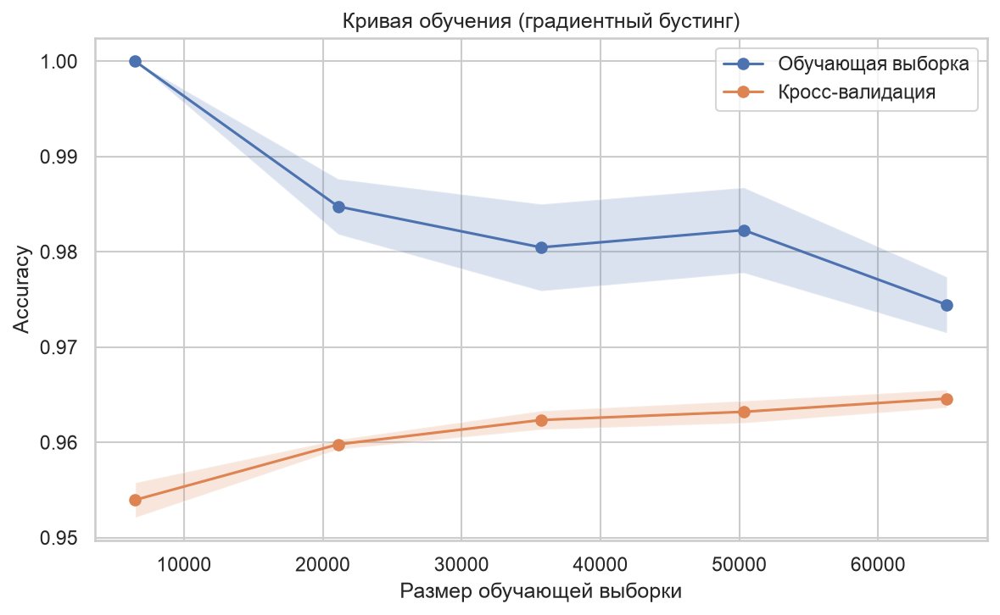 Кривая обучения (градиентный бустинг)
Обучающая выборка
Кросс-валидация
Accuracy
1.00
0.99
0.98
0.97
0.96
0.95
10000 20000 30000 40000 50000 60000
Размер обучающей выборки